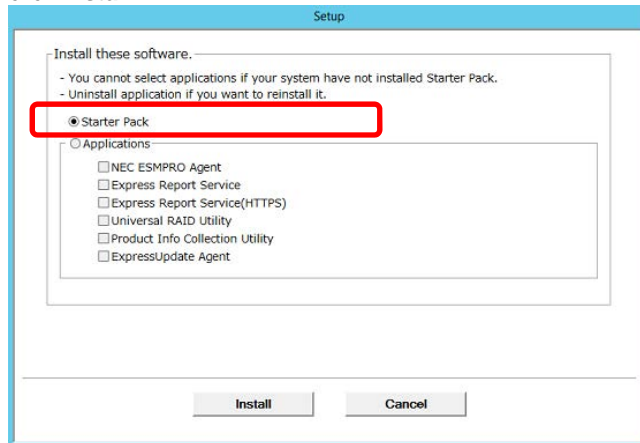 Setup
Install these software.
- You cannot select applications if your system have not installed Starter Pack.
- Uninstall application if you want to reinstall it.
Starter Pack
Applications
NEC ESMPRO Agent
Express Report Service
Express Report Service(HTTPS)
Universal RAID Utility
Product Info Collection Utility
ExpressUpdate Agent
Install Cancel